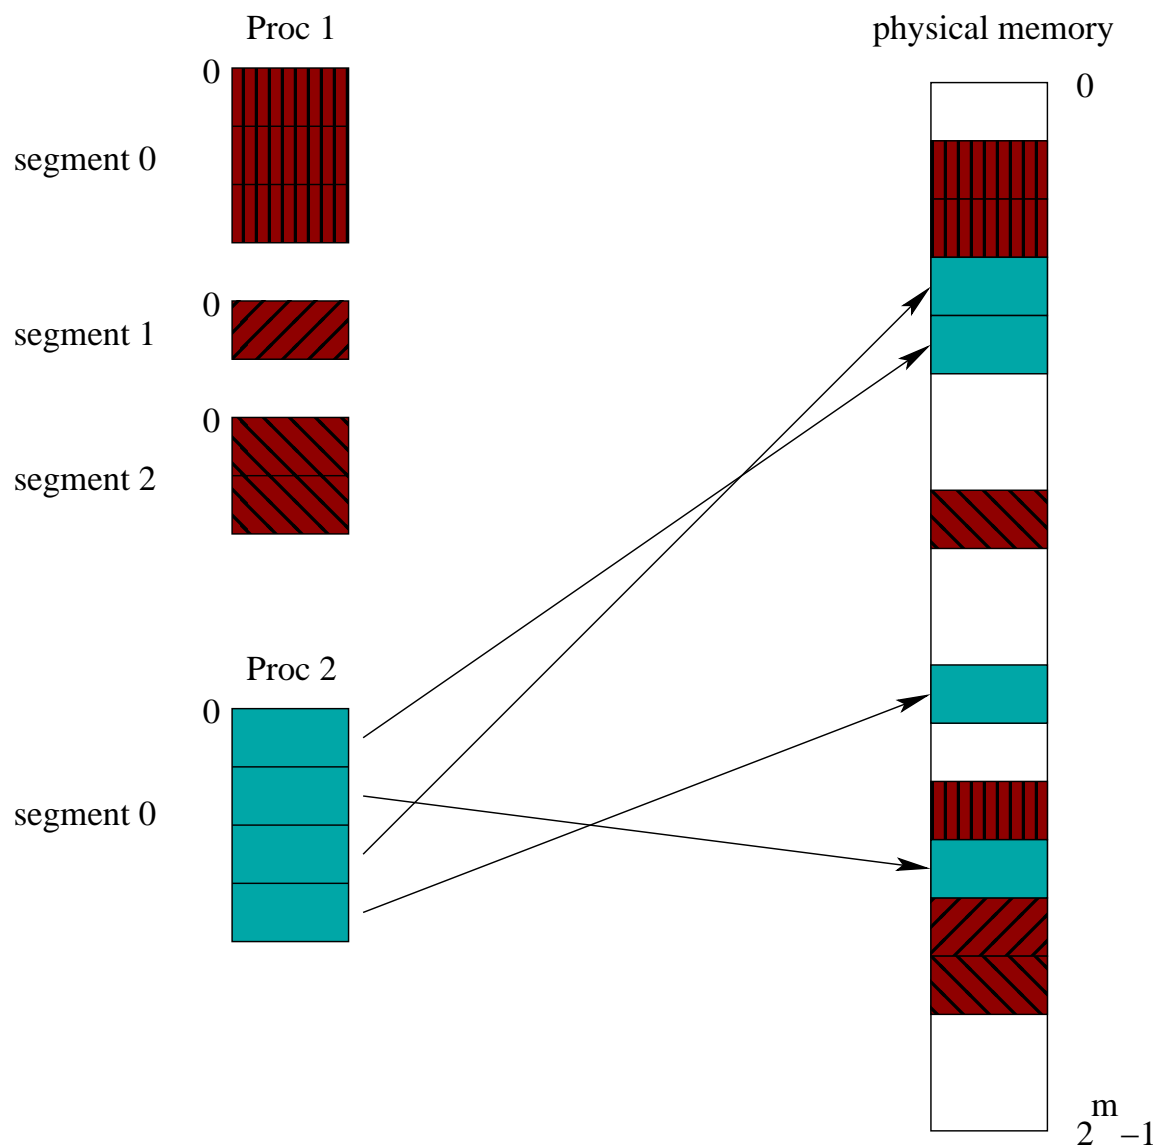 Proc 1
0
segment 0
0
segment 1
0
segment 2
Proc 2
0
segment 0
physical memory
0
2^m −1